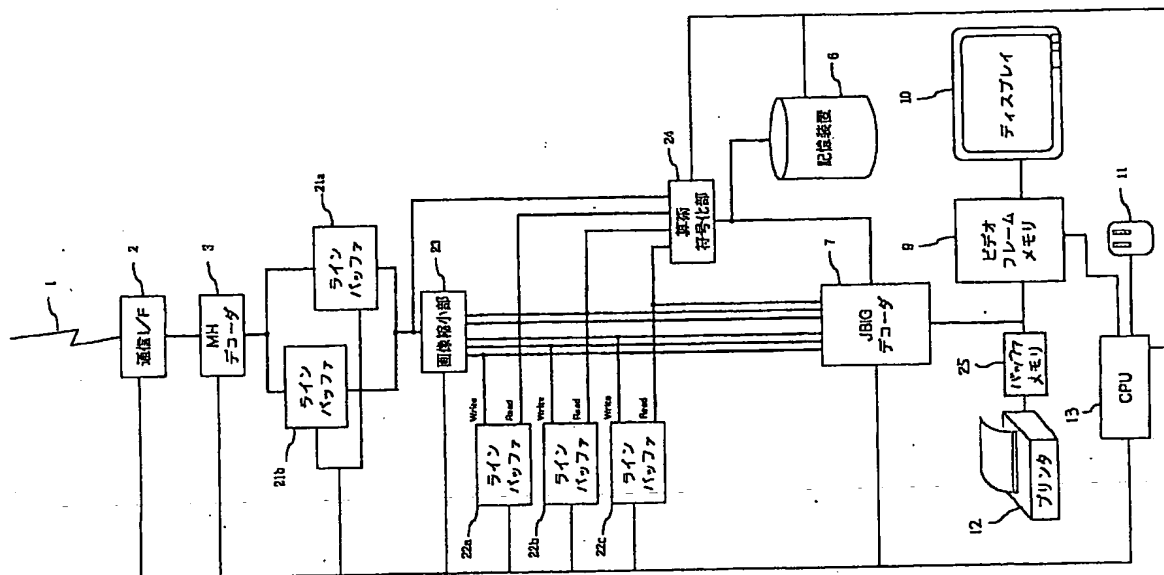 1
2
通信I/F
3
MH
デコーダ
21a
ライン
バッファ
21b
ライン
バッファ
23
画像縮小部
24
算術
符号化部
6
記憶装置
22a
Write
Read
ライン
バッファ
22b
Write
Read
ライン
バッファ
22c
Write
Read
ライン
バッファ
7
JBIG
デコーダ
9
ビデオ
フレーム
メモリ
10
ディスプレイ
11
25
バッファ
メモリ
12
プリンタ
13
CPU